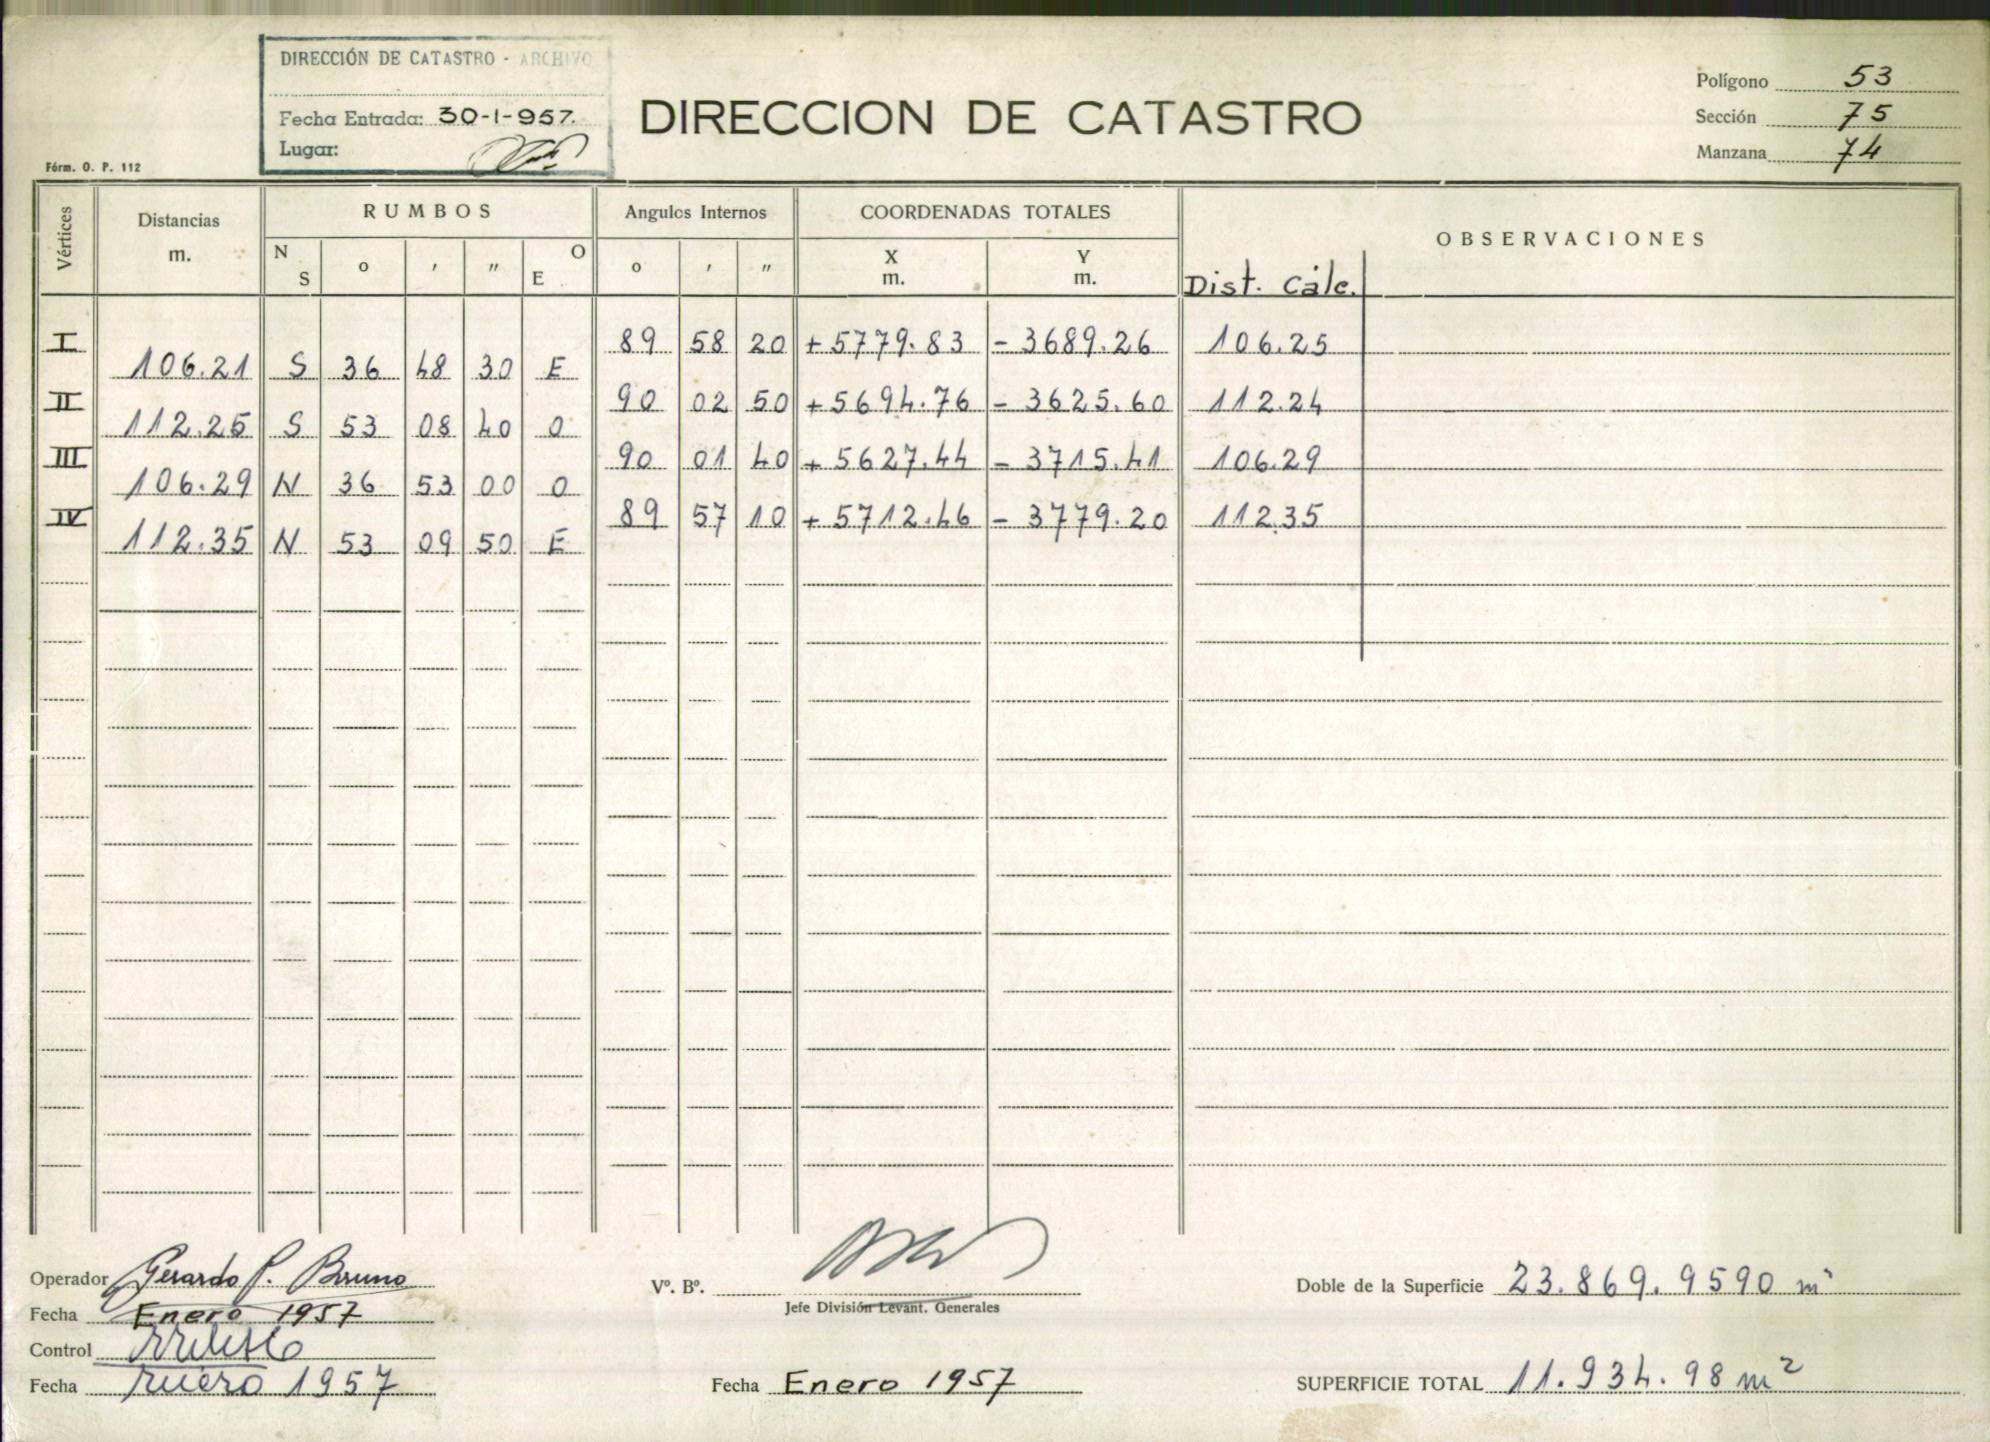 DIRECCIÓN DE CATASTRO - ARCHIVO
Fecha Entrada: 30-1-957.
Lugar:
Fórm. O. P. 112
DIRECCION DE CATASTRO
Polígono 53
Sección 75
Manzana 74
Vértices Distancias m. RUMBOS Angulos Internos COORDENADAS TOTALES OBSERVACIONES
N S o ' " O E o ' " X m. Y m. Dist. Cálc.
I 89 58 20 +5779.83 -3689.26 106.25
106.21 S 36 48 30 E
II 90 02 50 +5694.76 -3625.60 112.24
112.25 S 53 08 40 O
III 90 01 40 +5627.44 -3715.41 106.29
106.29 N 36 53 00 O
IV 89 57 10 +5712.46 -3779.20 112.35
112.35 N 53 09 50 E
Operador Gerardo P. Bruno
Fecha Enero 1957
Control
Fecha Enero 1957
Vº. Bº.
Jefe División Levant. Generales
Fecha Enero 1957
Doble de la Superficie 23.869.9590 m²
SUPERFICIE TOTAL 11.934.98 m²